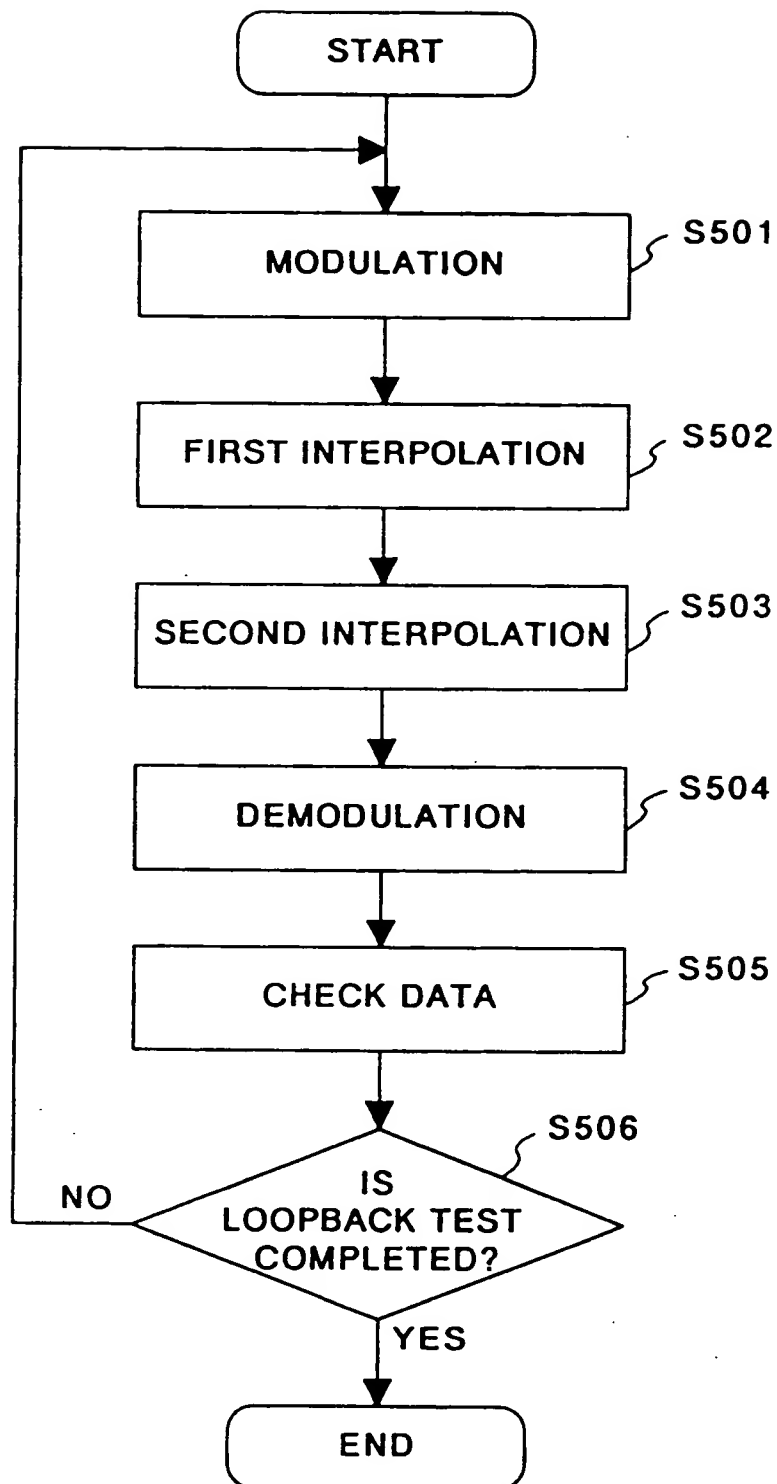 START
MODULATION
S501
FIRST INTERPOLATION
S502
SECOND INTERPOLATION
S503
DEMODULATION
S504
CHECK DATA
S505
S506
IS
LOOPBACK TEST
COMPLETED?
NO
YES
END